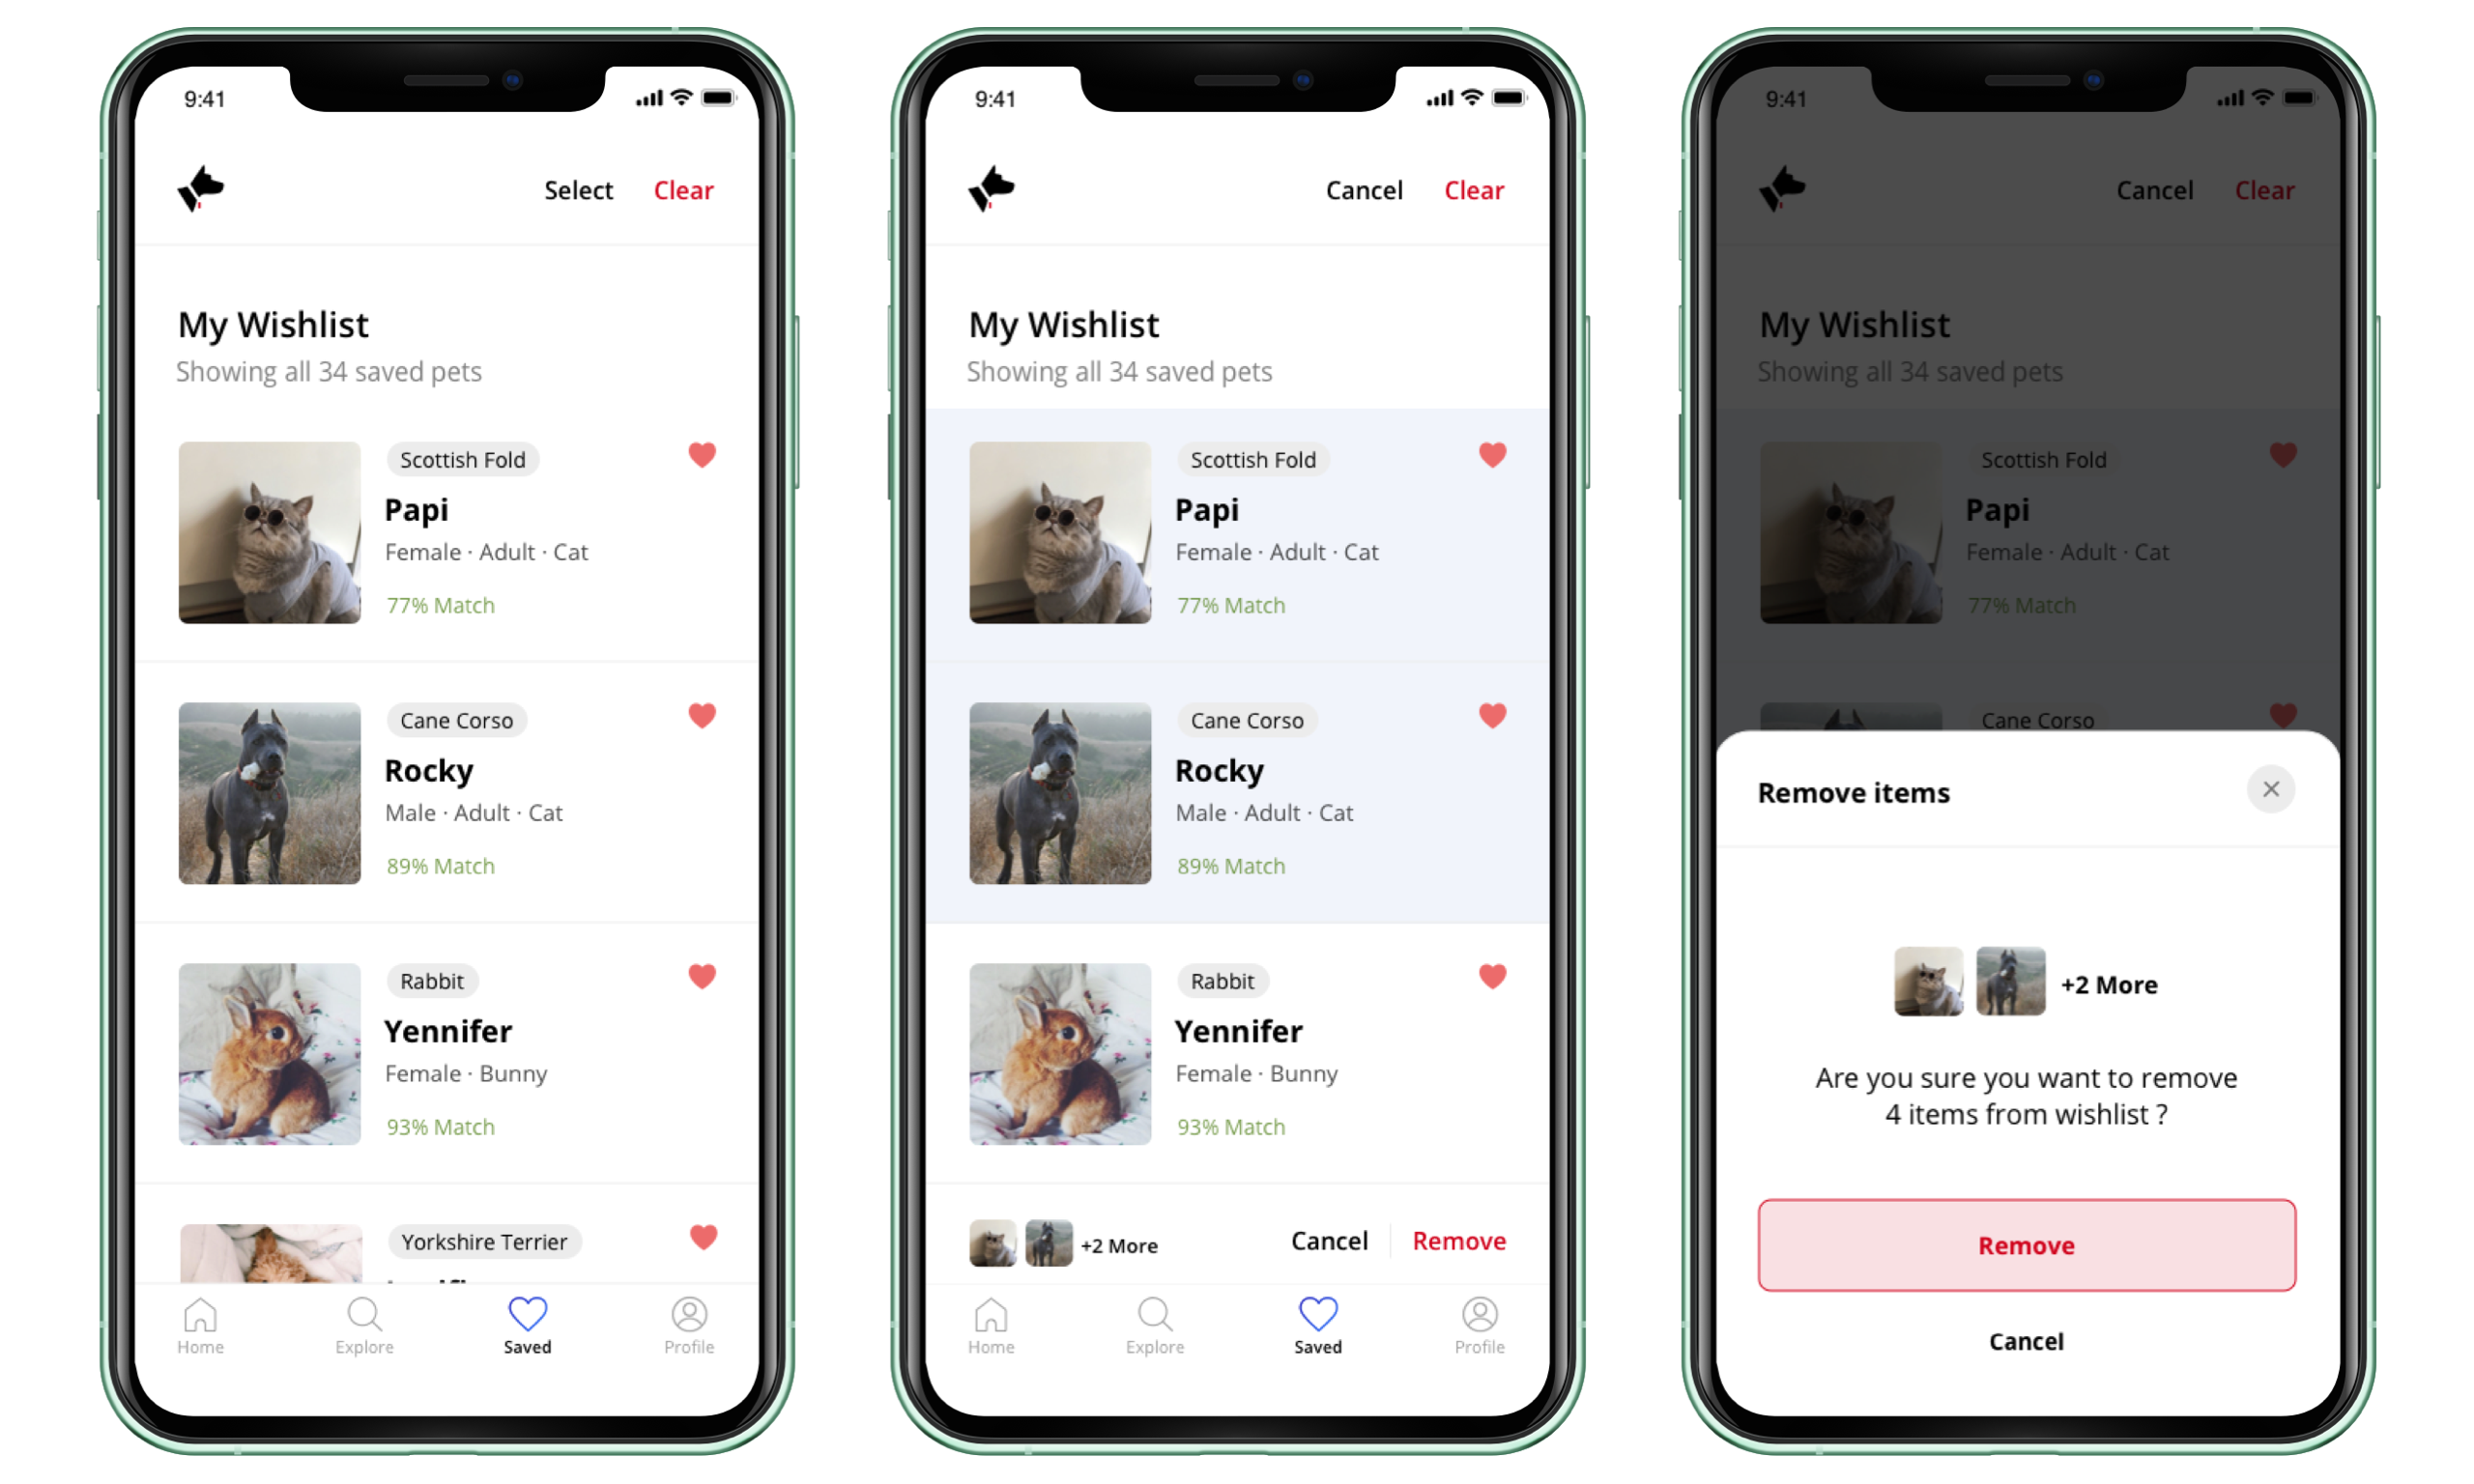 9:41
Select Clear
My Wishlist
Showing all 34 saved pets
Scottish Fold
Papi
Female · Adult · Cat
77% Match
Cane Corso
Rocky
Male · Adult · Cat
89% Match
Rabbit
Yennifer
Female · Bunny
93% Match
Yorkshire Terrier
Home Explore Saved Profile
9:41
Cancel Clear
My Wishlist
Showing all 34 saved pets
Scottish Fold
Papi
Female · Adult · Cat
77% Match
Cane Corso
Rocky
Male · Adult · Cat
89% Match
Rabbit
Yennifer
Female · Bunny
93% Match
+2 More Cancel Remove
Home Explore Saved Profile
9:41
Cancel Clear
My Wishlist
Showing all 34 saved pets
Scottish Fold
Papi
Female · Adult · Cat
77% Match
Cane Corso
Remove items
+2 More
Are you sure you want to remove
4 items from wishlist ?
Remove
Cancel